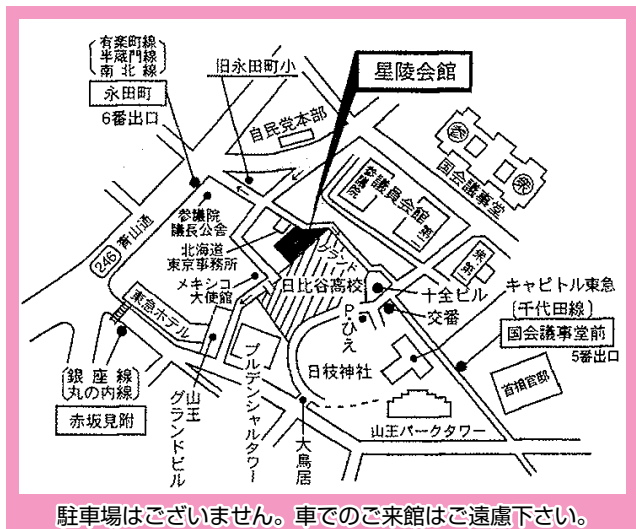 有楽町線
半蔵門線
南北線
永田町
6番出口
旧永田町小
星陵会館
自民党本部
参
衆
国会議事堂
参議院
議員会館
第二
衆
第一
参議院
議長公舎
北海道
東京事務所
メキシコ
大使館
グランド
日比谷高校
青山通
246
東急ホテル
十全ビル
交番
P.ひえ
日枝神社
キャピトル東急
千代田線
国会議事堂前
5番出口
首相官邸
銀座線
丸の内線
赤坂見附
山王
グランドビル
プルデンシャルタワー
大鳥居
山王パークタワー
駐車場はございません。車でのご来館はご遠慮下さい。